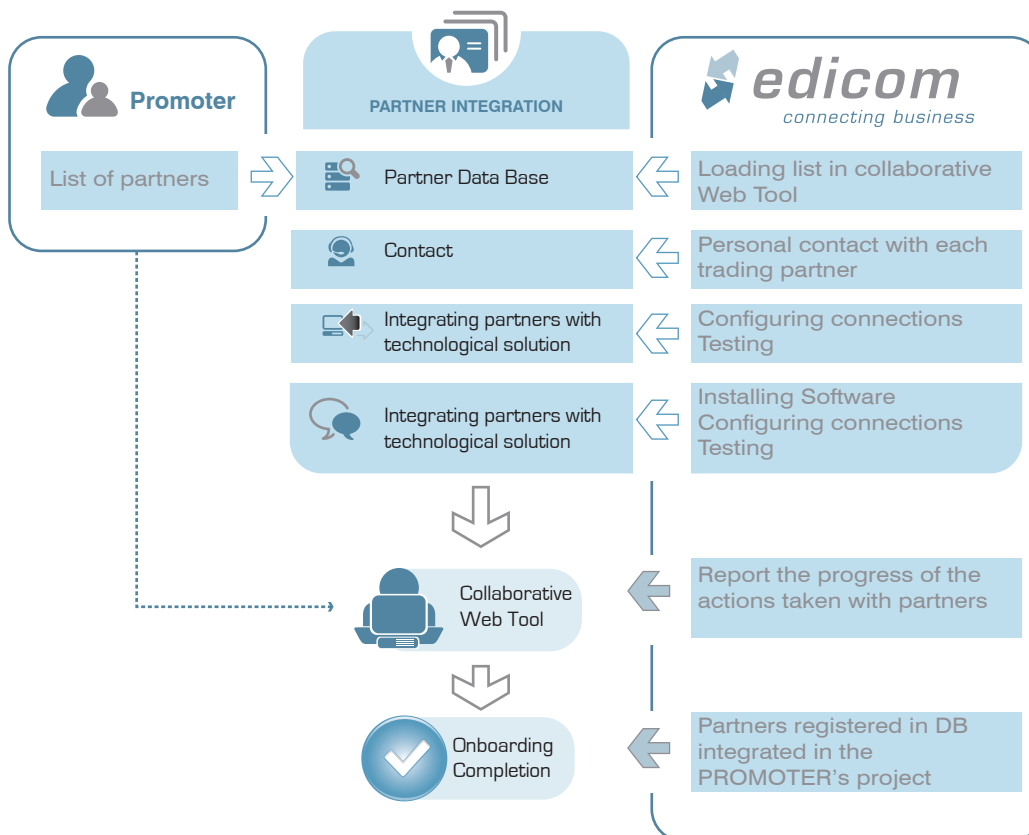 Promoter
PARTNER INTEGRATION
edicom
connecting business
List of partners
Partner Data Base
Loading list in collaborative
Web Tool
Contact
Personal contact with each
trading partner
Integrating partners with
technological solution
Configuring connections
Testing
Integrating partners with
technological solution
Installing Software
Configuring connections
Testing
Collaborative
Web Tool
Report the progress of the
actions taken with partners
Onboarding
Completion
Partners registered in DB
integrated in the
PROMOTER's project